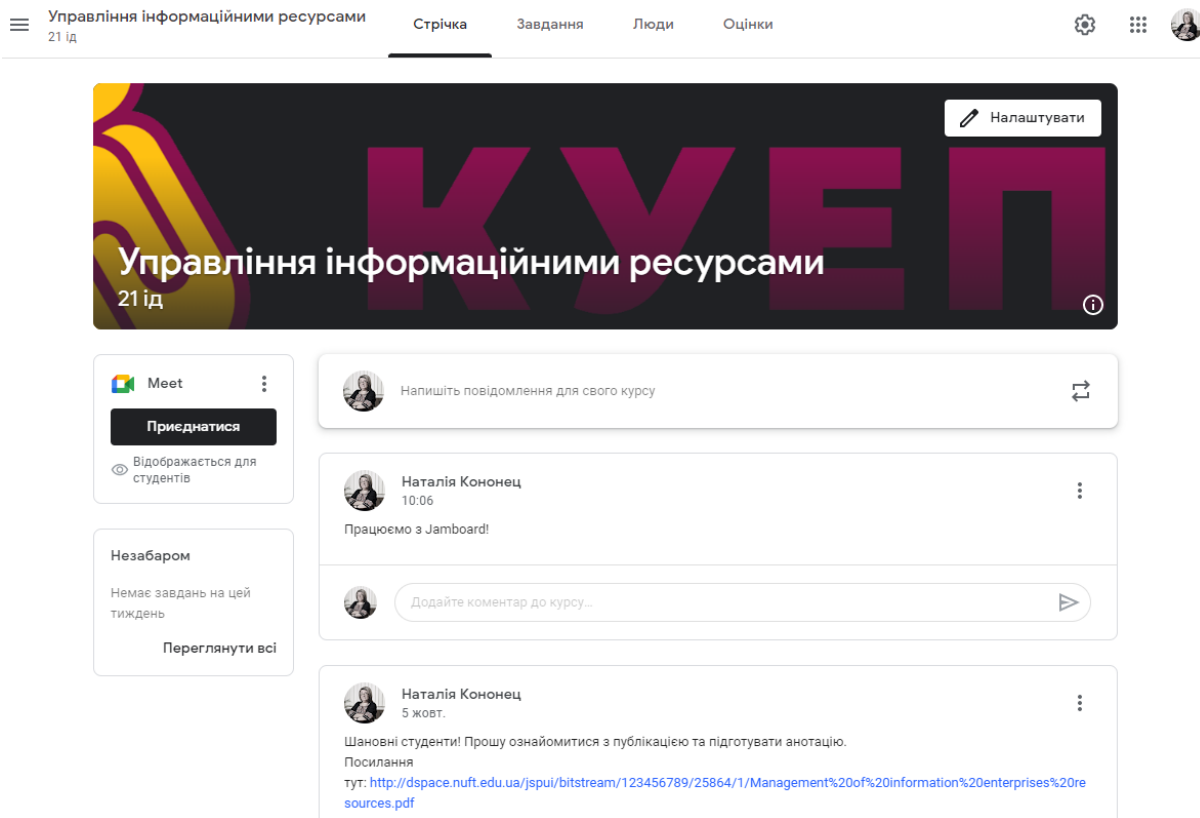 Управління інформаційними ресурсами
21 ід
Стрічка
Завдання
Люди
Оцінки
КУЕП
Налаштувати
Управління інформаційними ресурсами
21 ід
Meet
Приєднатися
Відображається для
студентів
Незабаром
Немає завдань на цей
тиждень
Переглянути всі
Напишіть повідомлення для свого курсу
Наталія Кононец
10:06
Працюємо з Jamboard!
Додайте коментар до курсу...
Наталія Кононец
5 жовт.
Шановні студенти! Прошу ознайомитися з публікацією та підготувати анотацію.
Посилання
тут: http://dspace.nuft.edu.ua/jspui/bitstream/123456789/25864/1/Management%20of%20information%20enterprises%20re
sources.pdf